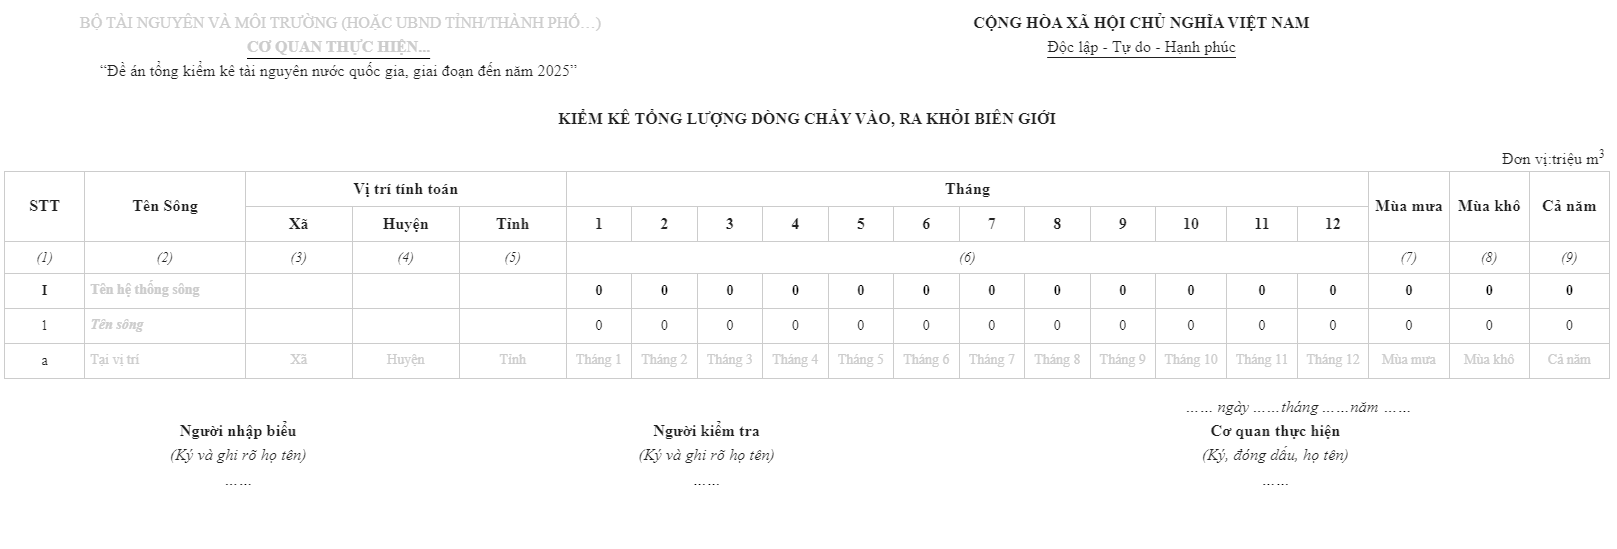 BỘ TÀI NGUYÊN VÀ MÔI TRƯỜNG (HOẶC UBND TỈNH/THÀNH PHỐ…)
CƠ QUAN THỰC HIỆN...
“Đề án tổng kiểm kê tài nguyên nước quốc gia, giai đoạn đến năm 2025”
CỘNG HÒA XÃ HỘI CHỦ NGHĨA VIỆT NAM
Độc lập - Tự do - Hạnh phúc
KIỂM KÊ TỔNG LƯỢNG DÒNG CHẢY VÀO, RA KHỎI BIÊN GIỚI
Đơn vị:triệu m³
STT Tên Sông Vị trí tính toán Tháng Mùa mưa Mùa khô Cả năm
Xã Huyện Tỉnh 1 2 3 4 5 6 7 8 9 10 11 12
(1) (2) (3) (4) (5) (6) (7) (8) (9)
I Tên hệ thống sông 0 0 0 0 0 0 0 0 0 0 0 0 0 0 0
1 Tên sông 0 0 0 0 0 0 0 0 0 0 0 0 0 0 0
a Tại vị trí Xã Huyện Tỉnh Tháng 1 Tháng 2 Tháng 3 Tháng 4 Tháng 5 Tháng 6 Tháng 7 Tháng 8 Tháng 9 Tháng 10 Tháng 11 Tháng 12 Mùa mưa Mùa khô Cả năm
…… ngày ……tháng ……năm ……
Người nhập biểu Người kiểm tra Cơ quan thực hiện
(Ký và ghi rõ họ tên) (Ký và ghi rõ họ tên) (Ký, đóng dấu, họ tên)
…… …… ……